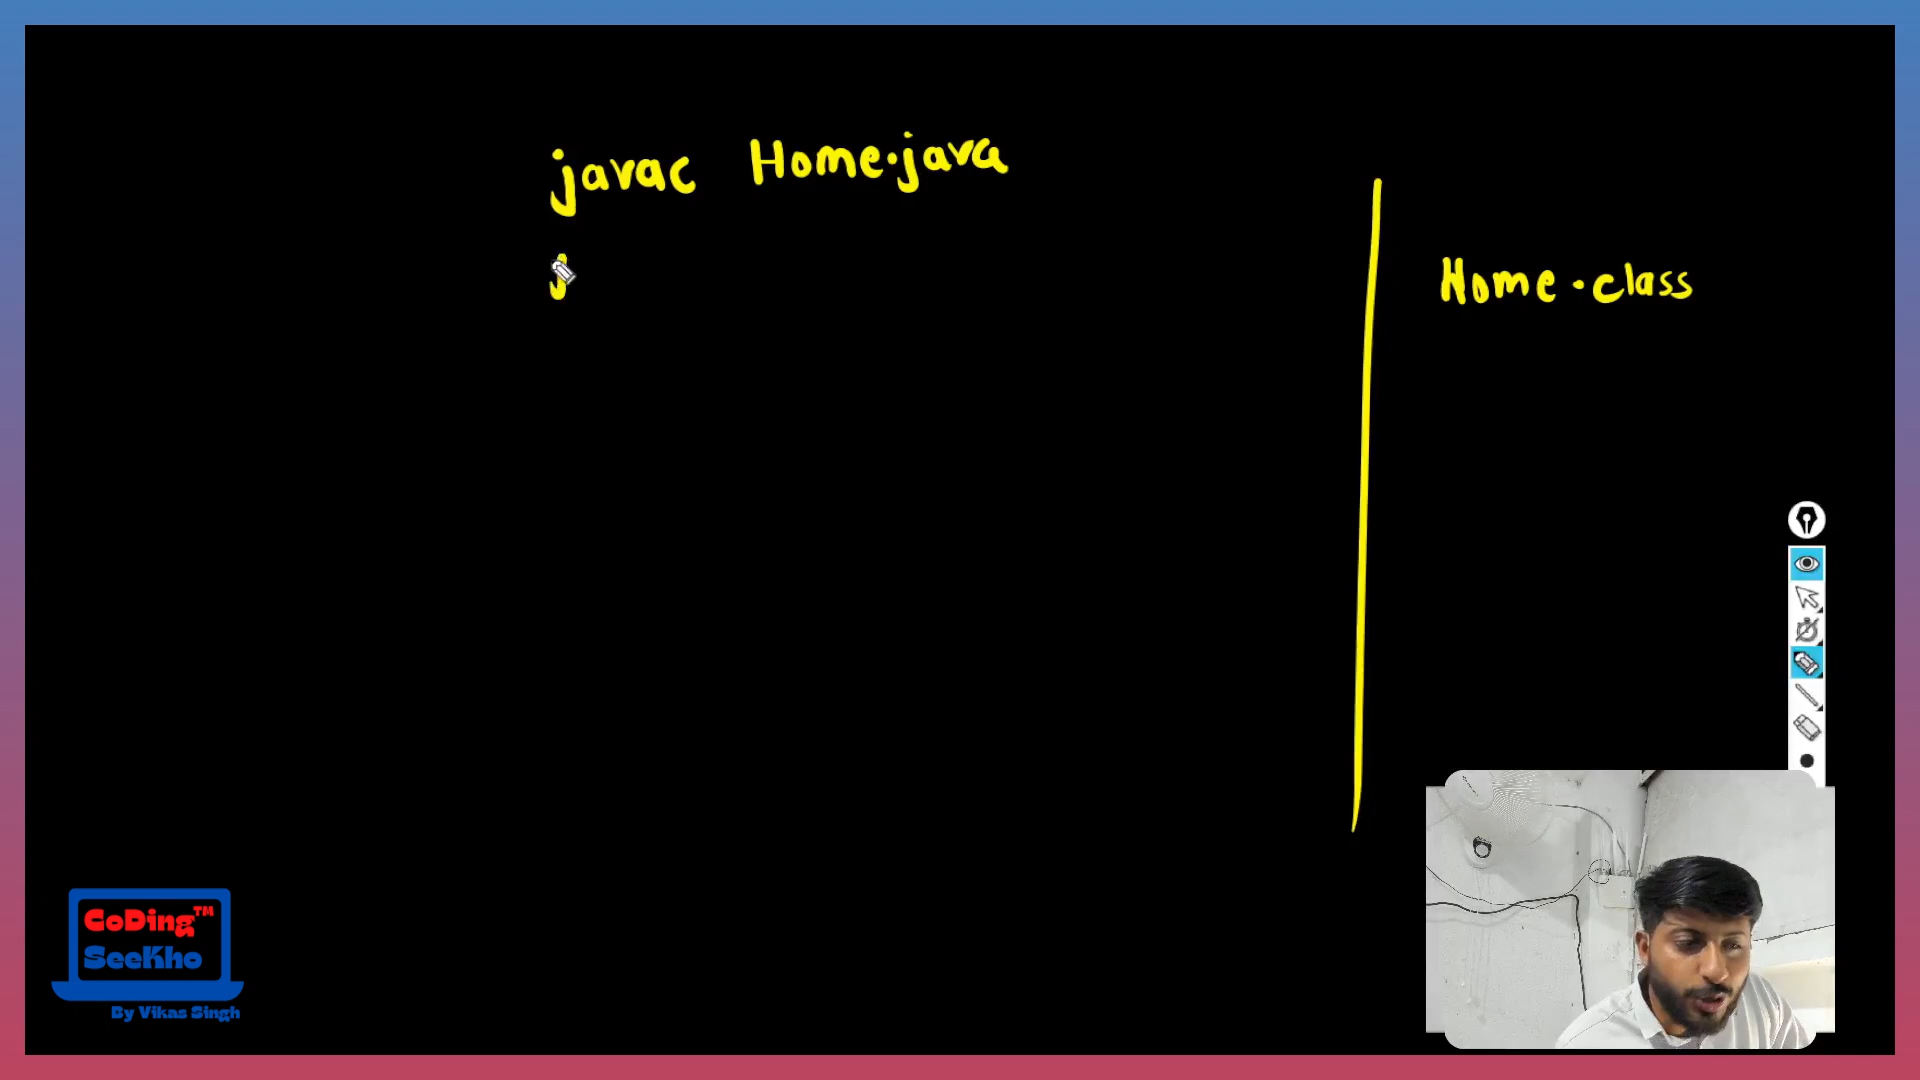 javac Home.java
j
Home.class
CoDing™
SeeKho
By Vikas Singh